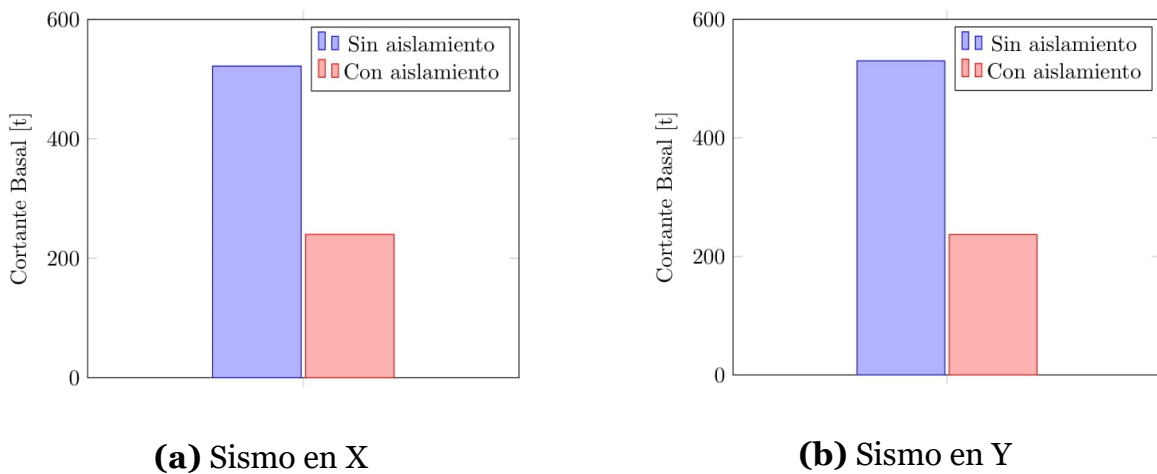 600
400
200
0
Cortante Basal [t]
Sin aislamiento
Con aislamiento
(a) Sismo en X
600
400
200
0
Cortante Basal [t]
Sin aislamiento
Con aislamiento
(b) Sismo en Y